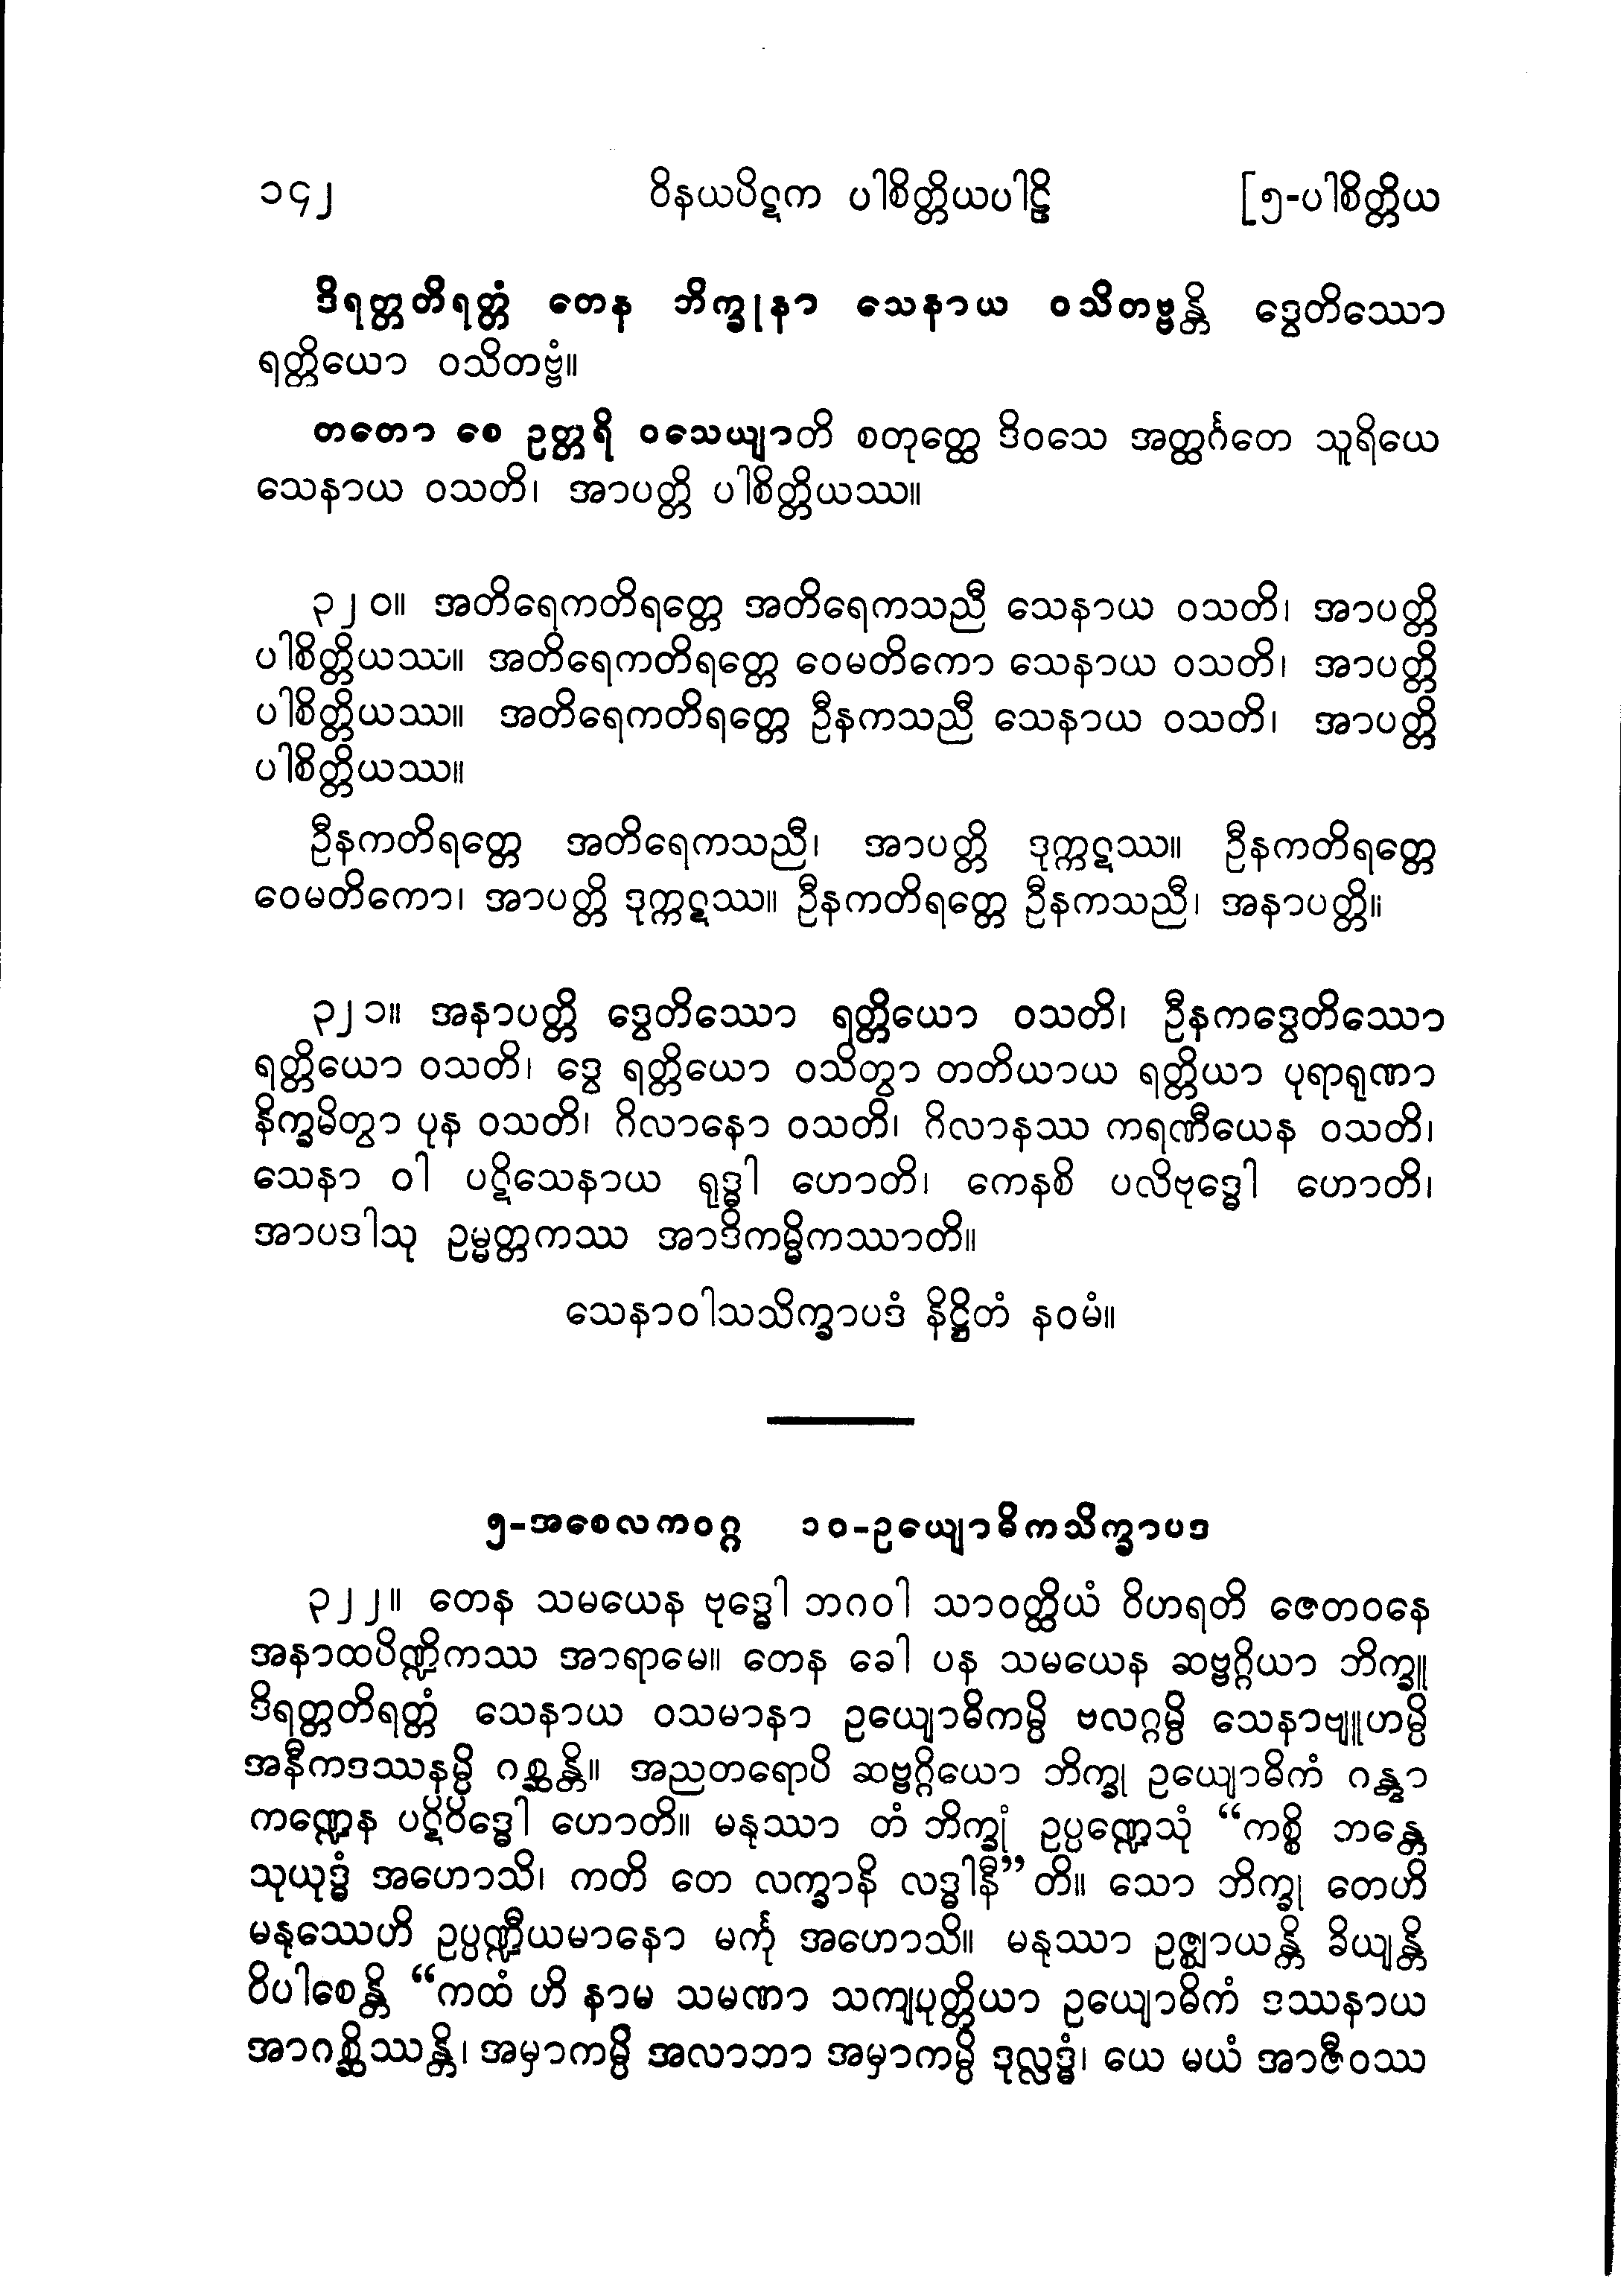 ၁၄၂ ဝိနယပိဋက ပါစိတ္တိယပါဠိ [၅-ပါစိတ္တိယ
ဒိရတ္တတိရတ္တံ တေန ဘိက္ခုနာ သေနာယ ဝသိတဗ္ဗန္တိ ဒွေတိဿော
ရတ္တိယော ဝသိတဗ္ဗံ။
တတော စေ ဥတ္တရိ ဝသေယျာတိ စတုတ္ထေ ဒိဝသေ အတ္ထင်္ဂတေ သူရိယေ
သေနာယ ဝသတိ၊ အာပတ္တိ ပါစိတ္တိယဿ။
၃၂၀။ အတိရေကတိရတ္တေ အတိရေကသညီ သေနာယ ဝသတိ၊ အာပတ္တိ
ပါစိတ္တိယဿ။ အတိရေကတိရတ္တေ ဝေမတိကော သေနာယ ဝသတိ၊ အာပတ္တိ
ပါစိတ္တိယဿ။ အတိရေကတိရတ္တေ ဦနကသညီ သေနာယ ဝသတိ၊ အာပတ္တိ
ပါစိတ္တိယဿ။
ဦနကတိရတ္တေ အတိရေကသညီ၊ အာပတ္တိ ဒုက္ကဋဿ။ ဦနကတိရတ္တေ
ဝေမတိကော၊ အာပတ္တိ ဒုက္ကဋဿ။ ဦနကတိရတ္တေ ဦနကသညီ၊ အနာပတ္တိ။
၃၂၁။ အနာပတ္တိ ဒွေတိဿော ရတ္တိယော ဝသတိ၊ ဦနကဒွေတိဿော
ရတ္တိယော ဝသတိ၊ ဒွေ ရတ္တိယော ဝသိတွာ တတိယာယ ရတ္တိယာ ပုရာရုဏာ
နိက္ခမိတွာ ပုန ဝသတိ၊ ဂိလာနော ဝသတိ၊ ဂိလာနဿ ကရဏီယေန ဝသတိ၊
သေနာ ဝါ ပဋိသေနာယ ရုဒ္ဓါ ဟောတိ၊ ကေနစိ ပလိဗုဒ္ဓေါ ဟောတိ၊
အာပဒါသု ဥမ္မတ္တကဿ အာဒိကမ္မိကဿာတိ။
သေနာဝါသသိက္ခာပဒံ နိဋ္ဌိတံ နဝမံ။
၅-အစေလကဝဂ္ဂ ၁၀-ဥယျောဓိကသိက္ခာပဒ
၃၂၂။ တေန သမယေန ဗုဒ္ဓေါ ဘဂဝါ သာဝတ္ထိယံ ဝိဟရတိ ဇေတဝနေ
အနာထပိဏ္ဍိကဿ အာရာမေ။ တေန ခေါ ပန သမယေန ဆဗ္ဗဂ္ဂိယာ ဘိက္ခူ
ဒိရတ္တတိရတ္တံ သေနာယ ဝသမာနာ ဥယျောဓိကမ္ပိ ဗလဂ္ဂမ္ပိ သေနာဗျူဟမ္ပိ
အနီကဒဿနမ္ပိ ဂစ္ဆန္တိ။ အညတရောပိ ဆဗ္ဗဂ္ဂိယော ဘိက္ခု ဥယျောဓိကံ ဂန္တွာ
ကဏ္ဍေန ပဋိဝိဒ္ဓေါ ဟောတိ။ မနုဿာ တံ ဘိက္ခုံ ဥပ္ပဏ္ဍေသုံ “ကစ္စိ ဘန္တေ
သုယုဒ္ဓံ အဟောသိ၊ ကတိ တေ လက္ခာနိ လဒ္ဓါနီ”တိ။ သော ဘိက္ခု တေဟိ
မနုဿေဟိ ဥပ္ပဏ္ဍီယမာနော မင်္ကု အဟောသိ။ မနုဿာ ဥဇ္ဈာယန္တိ ခိယျန္တိ
ဝိပါစေန္တိ “ကထံ ဟိ နာမ သမဏာ သကျပုတ္တိယာ ဥယျောဓိကံ ဒဿနာယ
အာဂစ္ဆိဿန္တိ၊ အမှာကမ္ပိ အလာဘာ အမှာကမ္ပိ ဒုလ္လဒ္ဓံ၊ ယေ မယံ အာဇီဝဿ